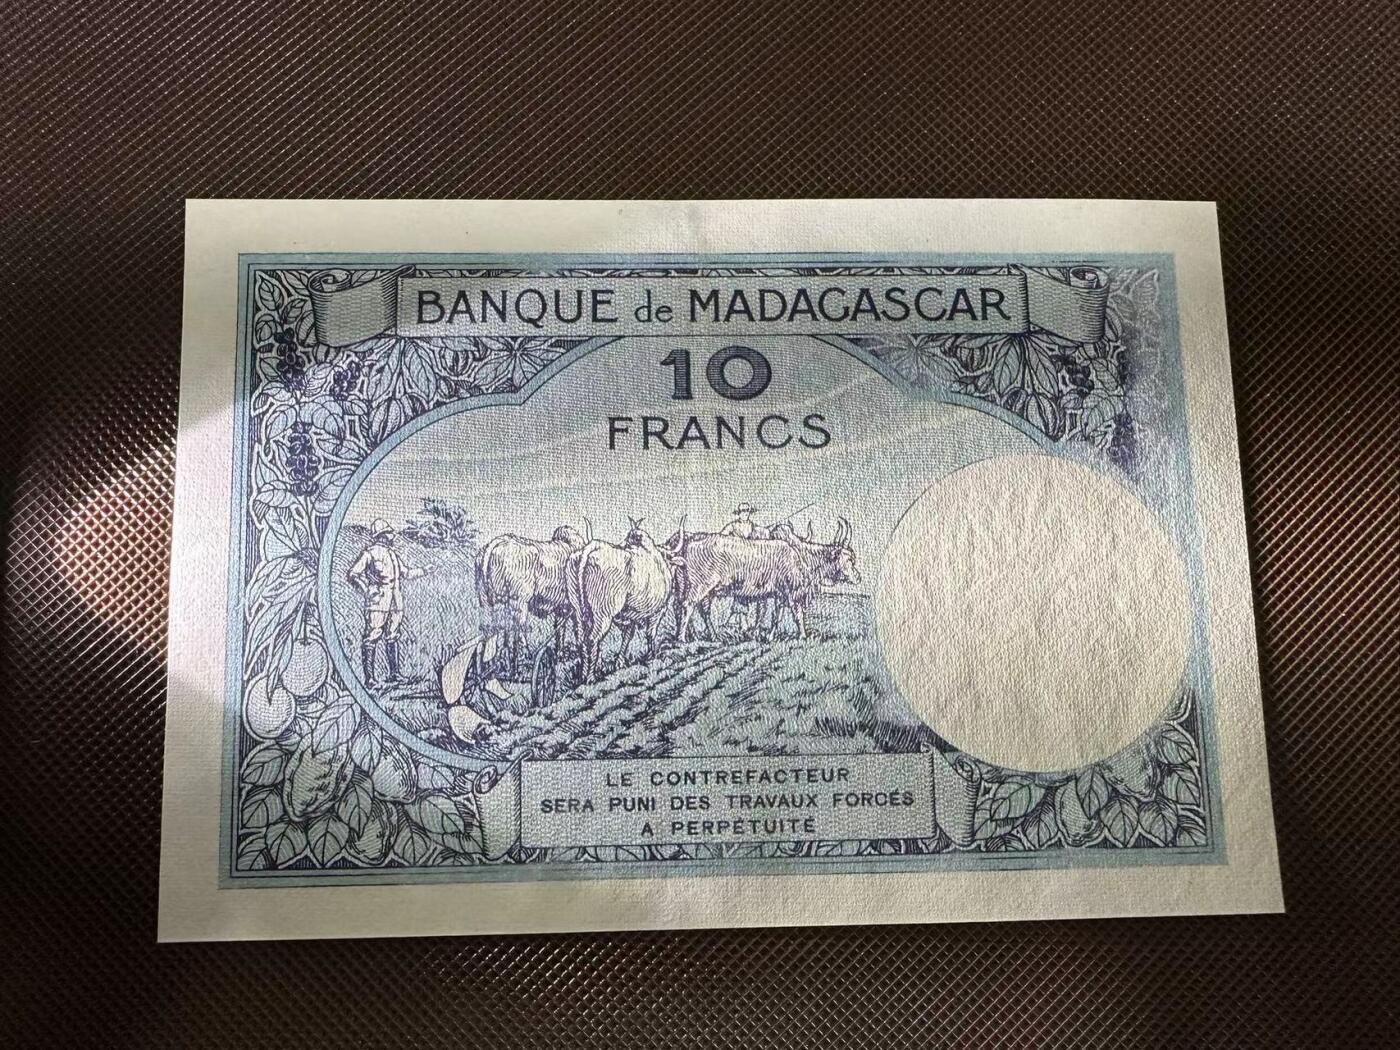 BANQUE de MADAGASCAR
10
FRANCS
LE CONTREFACTEUR
SERA PUNI DES TRAVAUX FORCÉS
A PERPÉTUITÉ